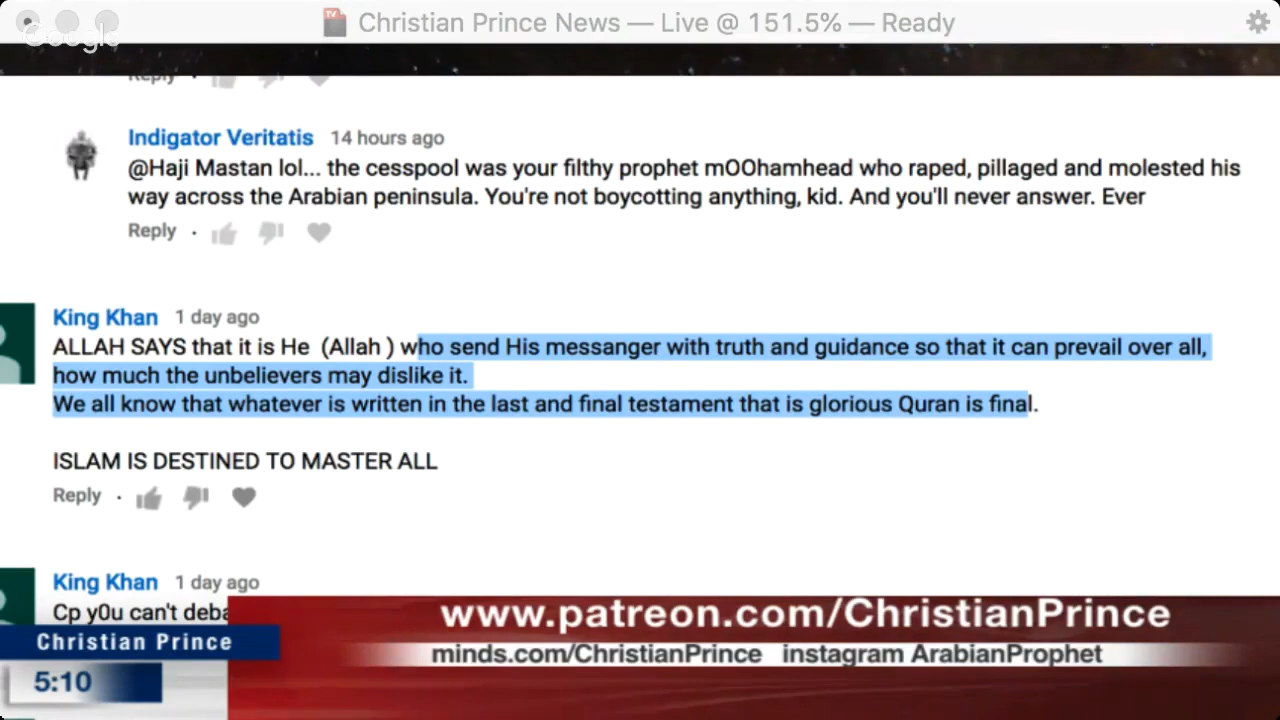 Christian Prince News — Live @ 151.5% — Ready
Google
Reply ·
Indigator Veritatis 14 hours ago
@Haji Mastan lol... the cesspool was your filthy prophet mOOhamhead who raped, pillaged and molested his
way across the Arabian peninsula. You're not boycotting anything, kid. And you'll never answer. Ever
Reply ·
King Khan 1 day ago
ALLAH SAYS that it is He (Allah ) who send His messanger with truth and guidance so that it can prevail over all,
how much the unbelievers may dislike it.
We all know that whatever is written in the last and final testament that is glorious Quran is final.
ISLAM IS DESTINED TO MASTER ALL
Reply ·
King Khan 1 day ago
Cp y0u can't deba
www.patreon.com/ChristianPrince
Christian Prince
minds.com/ChristianPrince instagram ArabianProphet
5:10